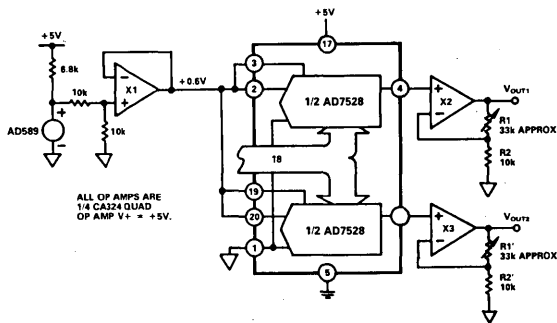 +5V
+5V
6.8k
10k
10k
AD589
+
−
−
+
X1
+0.6V
17
3
2
1/2 AD7528
4
+
−
X2
VOUT1
R1
33k APPROX
R2
10k
18
19
20
1
1/2 AD7528
5
+
−
X3
VOUT2
R1'
33k APPROX
R2'
10k
ALL OP AMPS ARE
1/4 CA324 QUAD
OP AMP V+ = +5V.